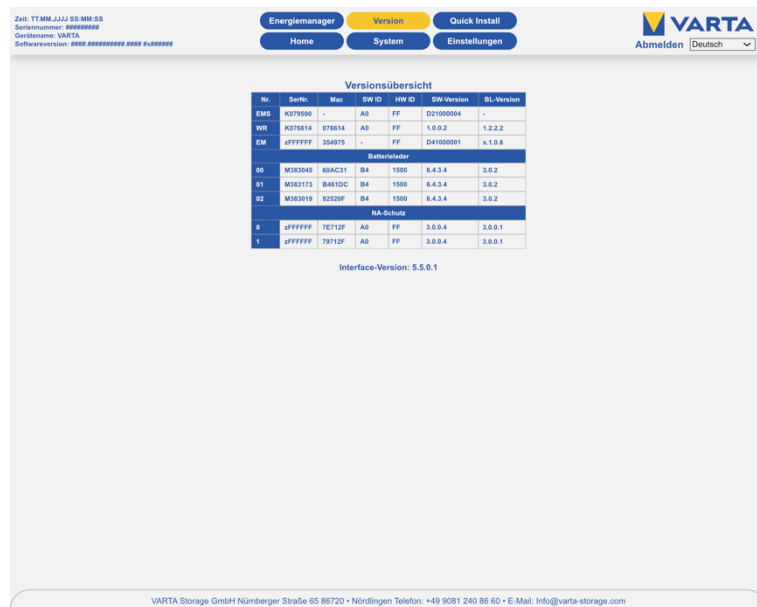 Zeit: TT.MM.JJJJ SS:MM:SS
Seriennummer: #########
Gerätename: VARTA
Softwareversion: ####.##########.#### #x######
Energiemanager Version Quick Install
Home System Einstellungen
VARTA
Abmelden Deutsch
Versionsübersicht
Nr. SerNr. Mac SW ID HW ID SW-Version BL-Version
EMS K079590 - A0 FF D21000004 -
WR K076614 076614 A0 FF 1.0.0.2 1.2.2.2
EM zFFFFFF 354975 - FF D41000001 x.1.0.6
Batterielader
00 M383045 60AC31 B4 1500 6.4.3.4 3.0.2
01 M383173 B461DC B4 1500 6.4.3.4 3.0.2
02 M383019 92520F B4 1500 6.4.3.4 3.0.2
NA-Schutz
0 zFFFFFF 7E712F A0 FF 3.0.0.4 3.0.0.1
1 zFFFFFF 79712F A0 FF 3.0.0.4 3.0.0.1
Interface-Version: 5.5.0.1
VARTA Storage GmbH Nürnberger Straße 65 86720 • Nördlingen Telefon: +49 9081 240 86 60 • E-Mail: Info@varta-storage.com